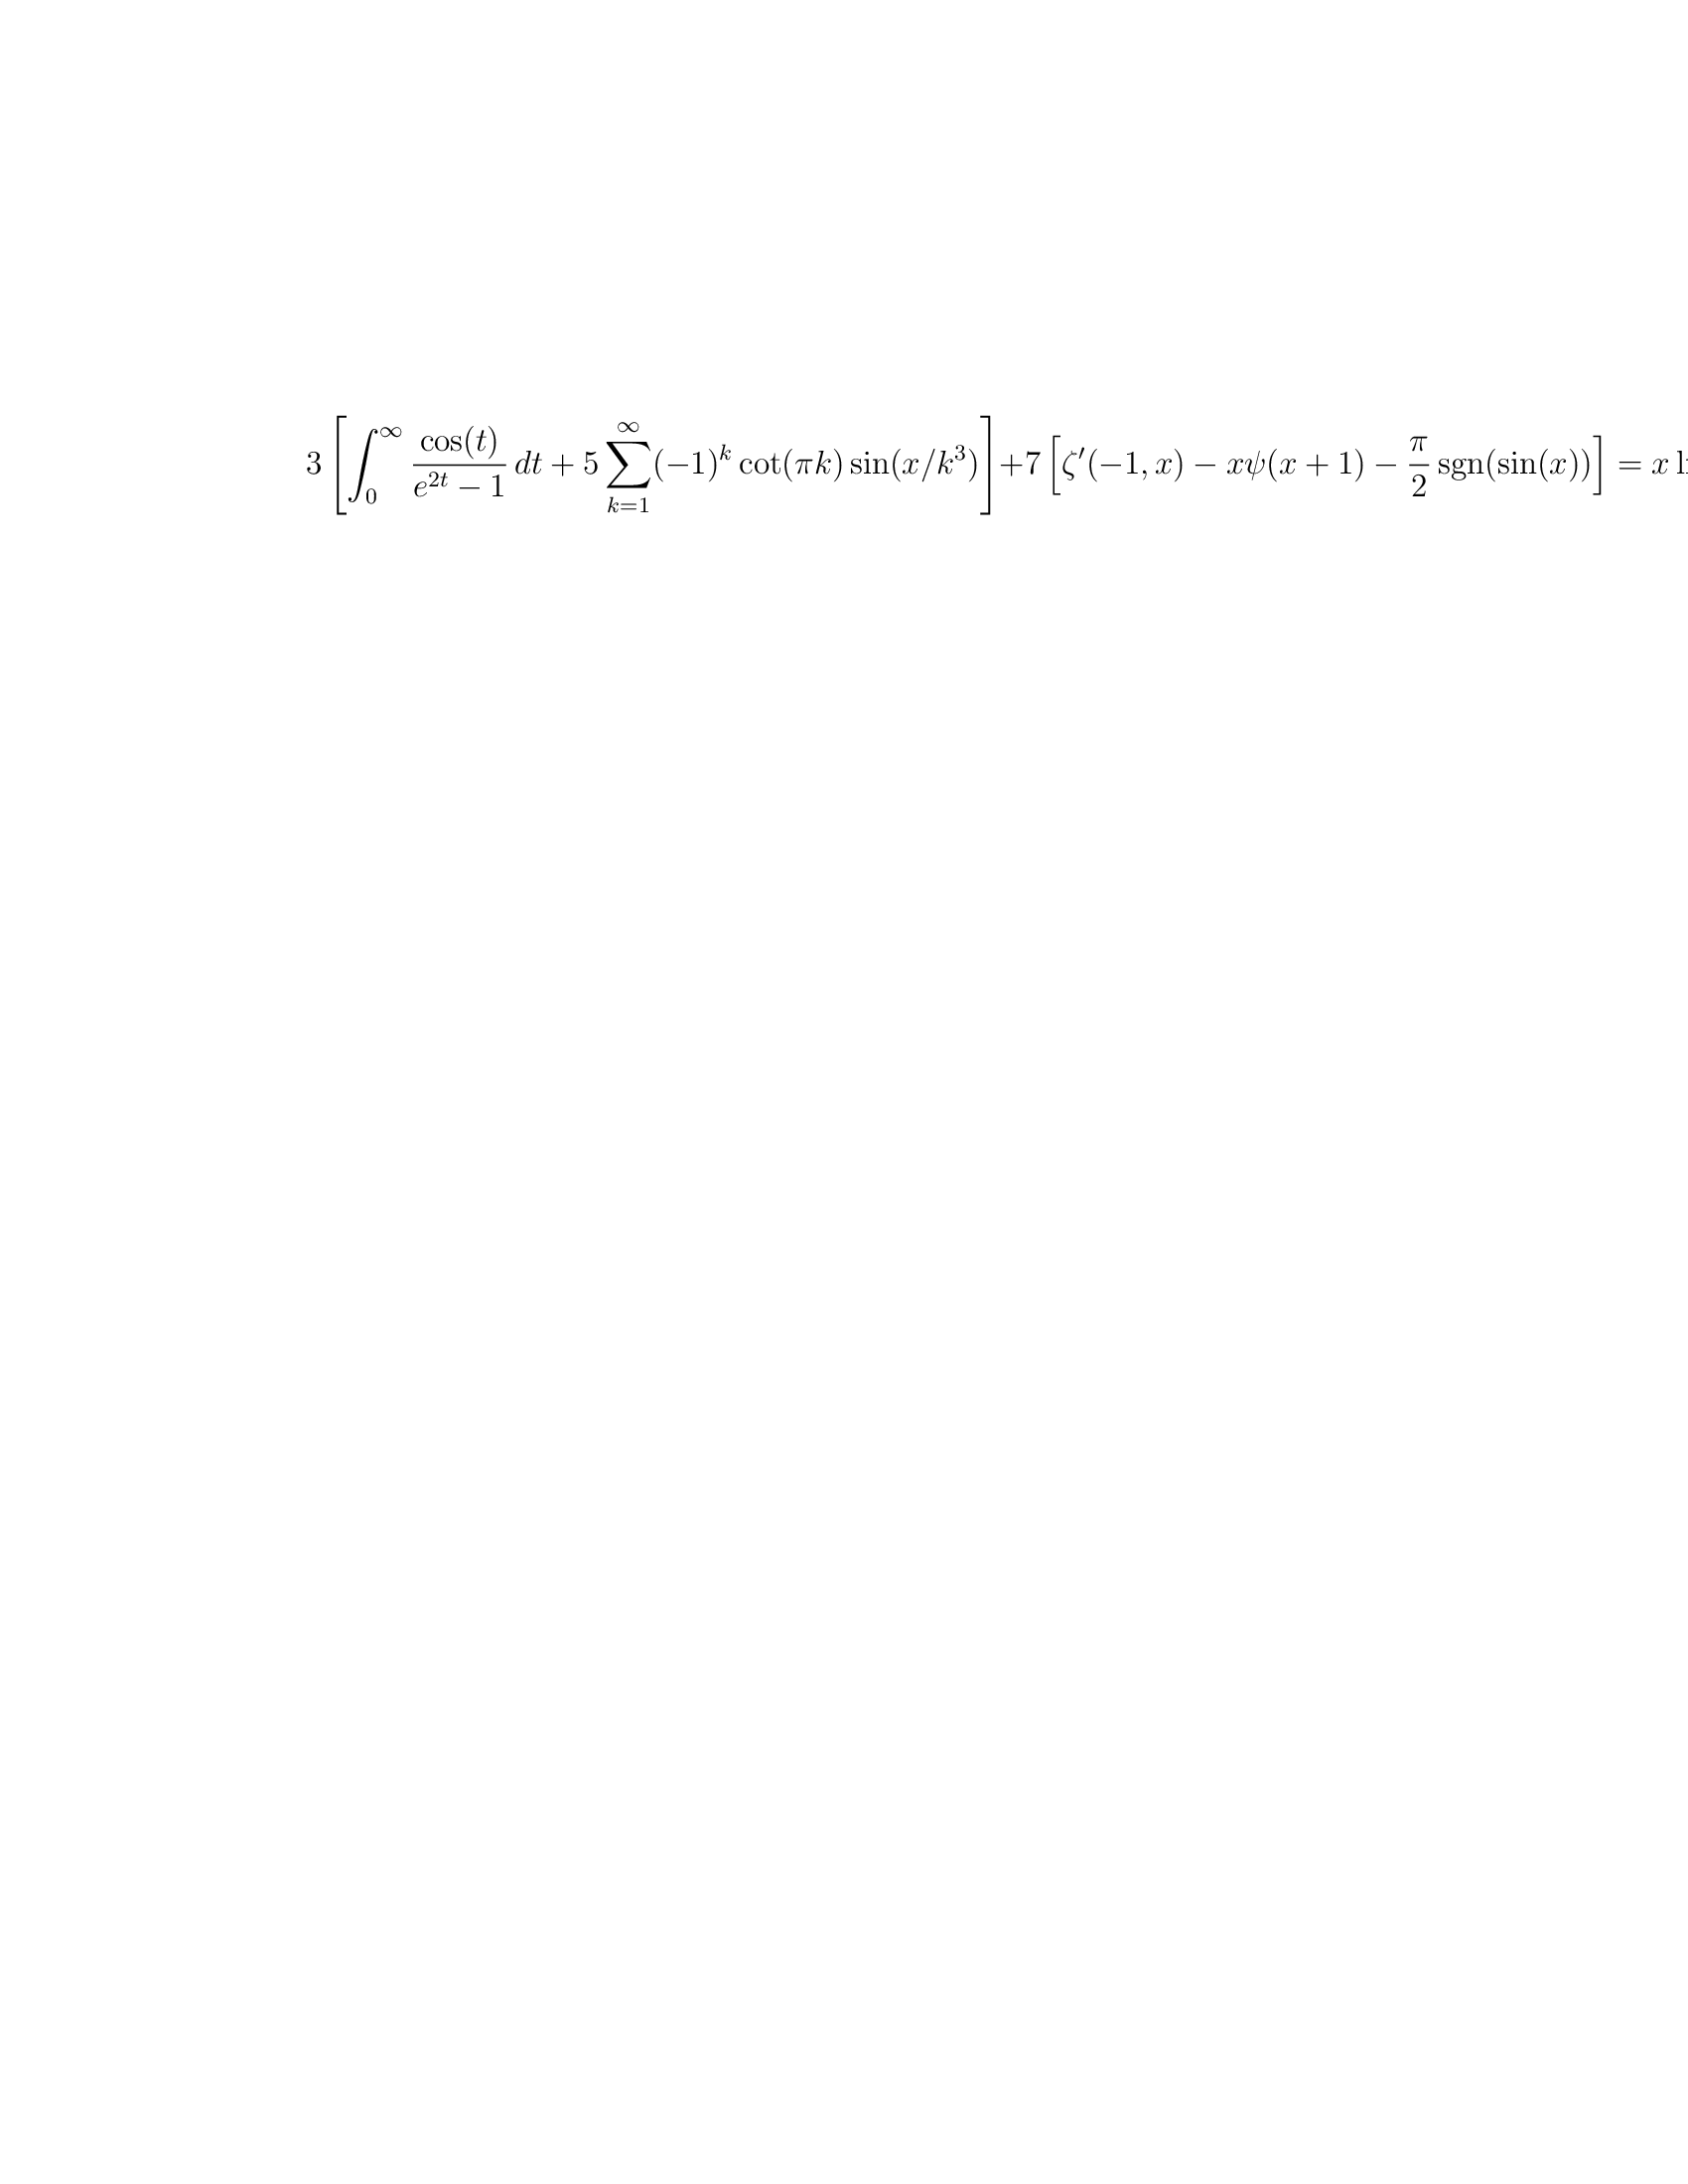 3 [∫_0^∞ cos(t)/(e^{2t} − 1) dt + 5 ∑_{k=1}^∞ (−1)^k cot(πk) sin(x/k³)] + 7 [ζ′(−1, x) − xψ(x + 1) − π/2 sgn(sin(x))] = x